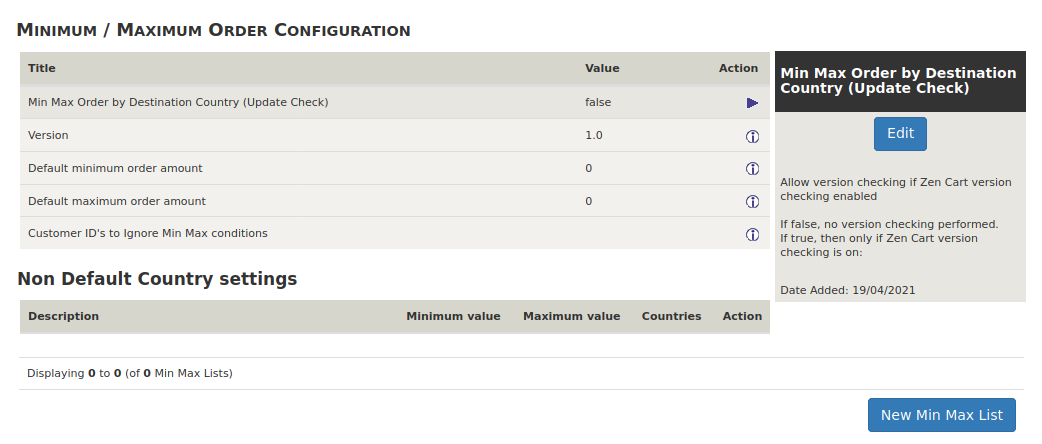 Minimum / Maximum Order Configuration
Title Value Action
Min Max Order by Destination Country (Update Check) false
Version 1.0
Default minimum order amount 0
Default maximum order amount 0
Customer ID's to Ignore Min Max conditions
Min Max Order by Destination
Country (Update Check)
Edit
Allow version checking if Zen Cart version
checking enabled
If false, no version checking performed.
If true, then only if Zen Cart version
checking is on:
Date Added: 19/04/2021
Non Default Country settings
Description Minimum value Maximum value Countries Action
Displaying 0 to 0 (of 0 Min Max Lists)
New Min Max List